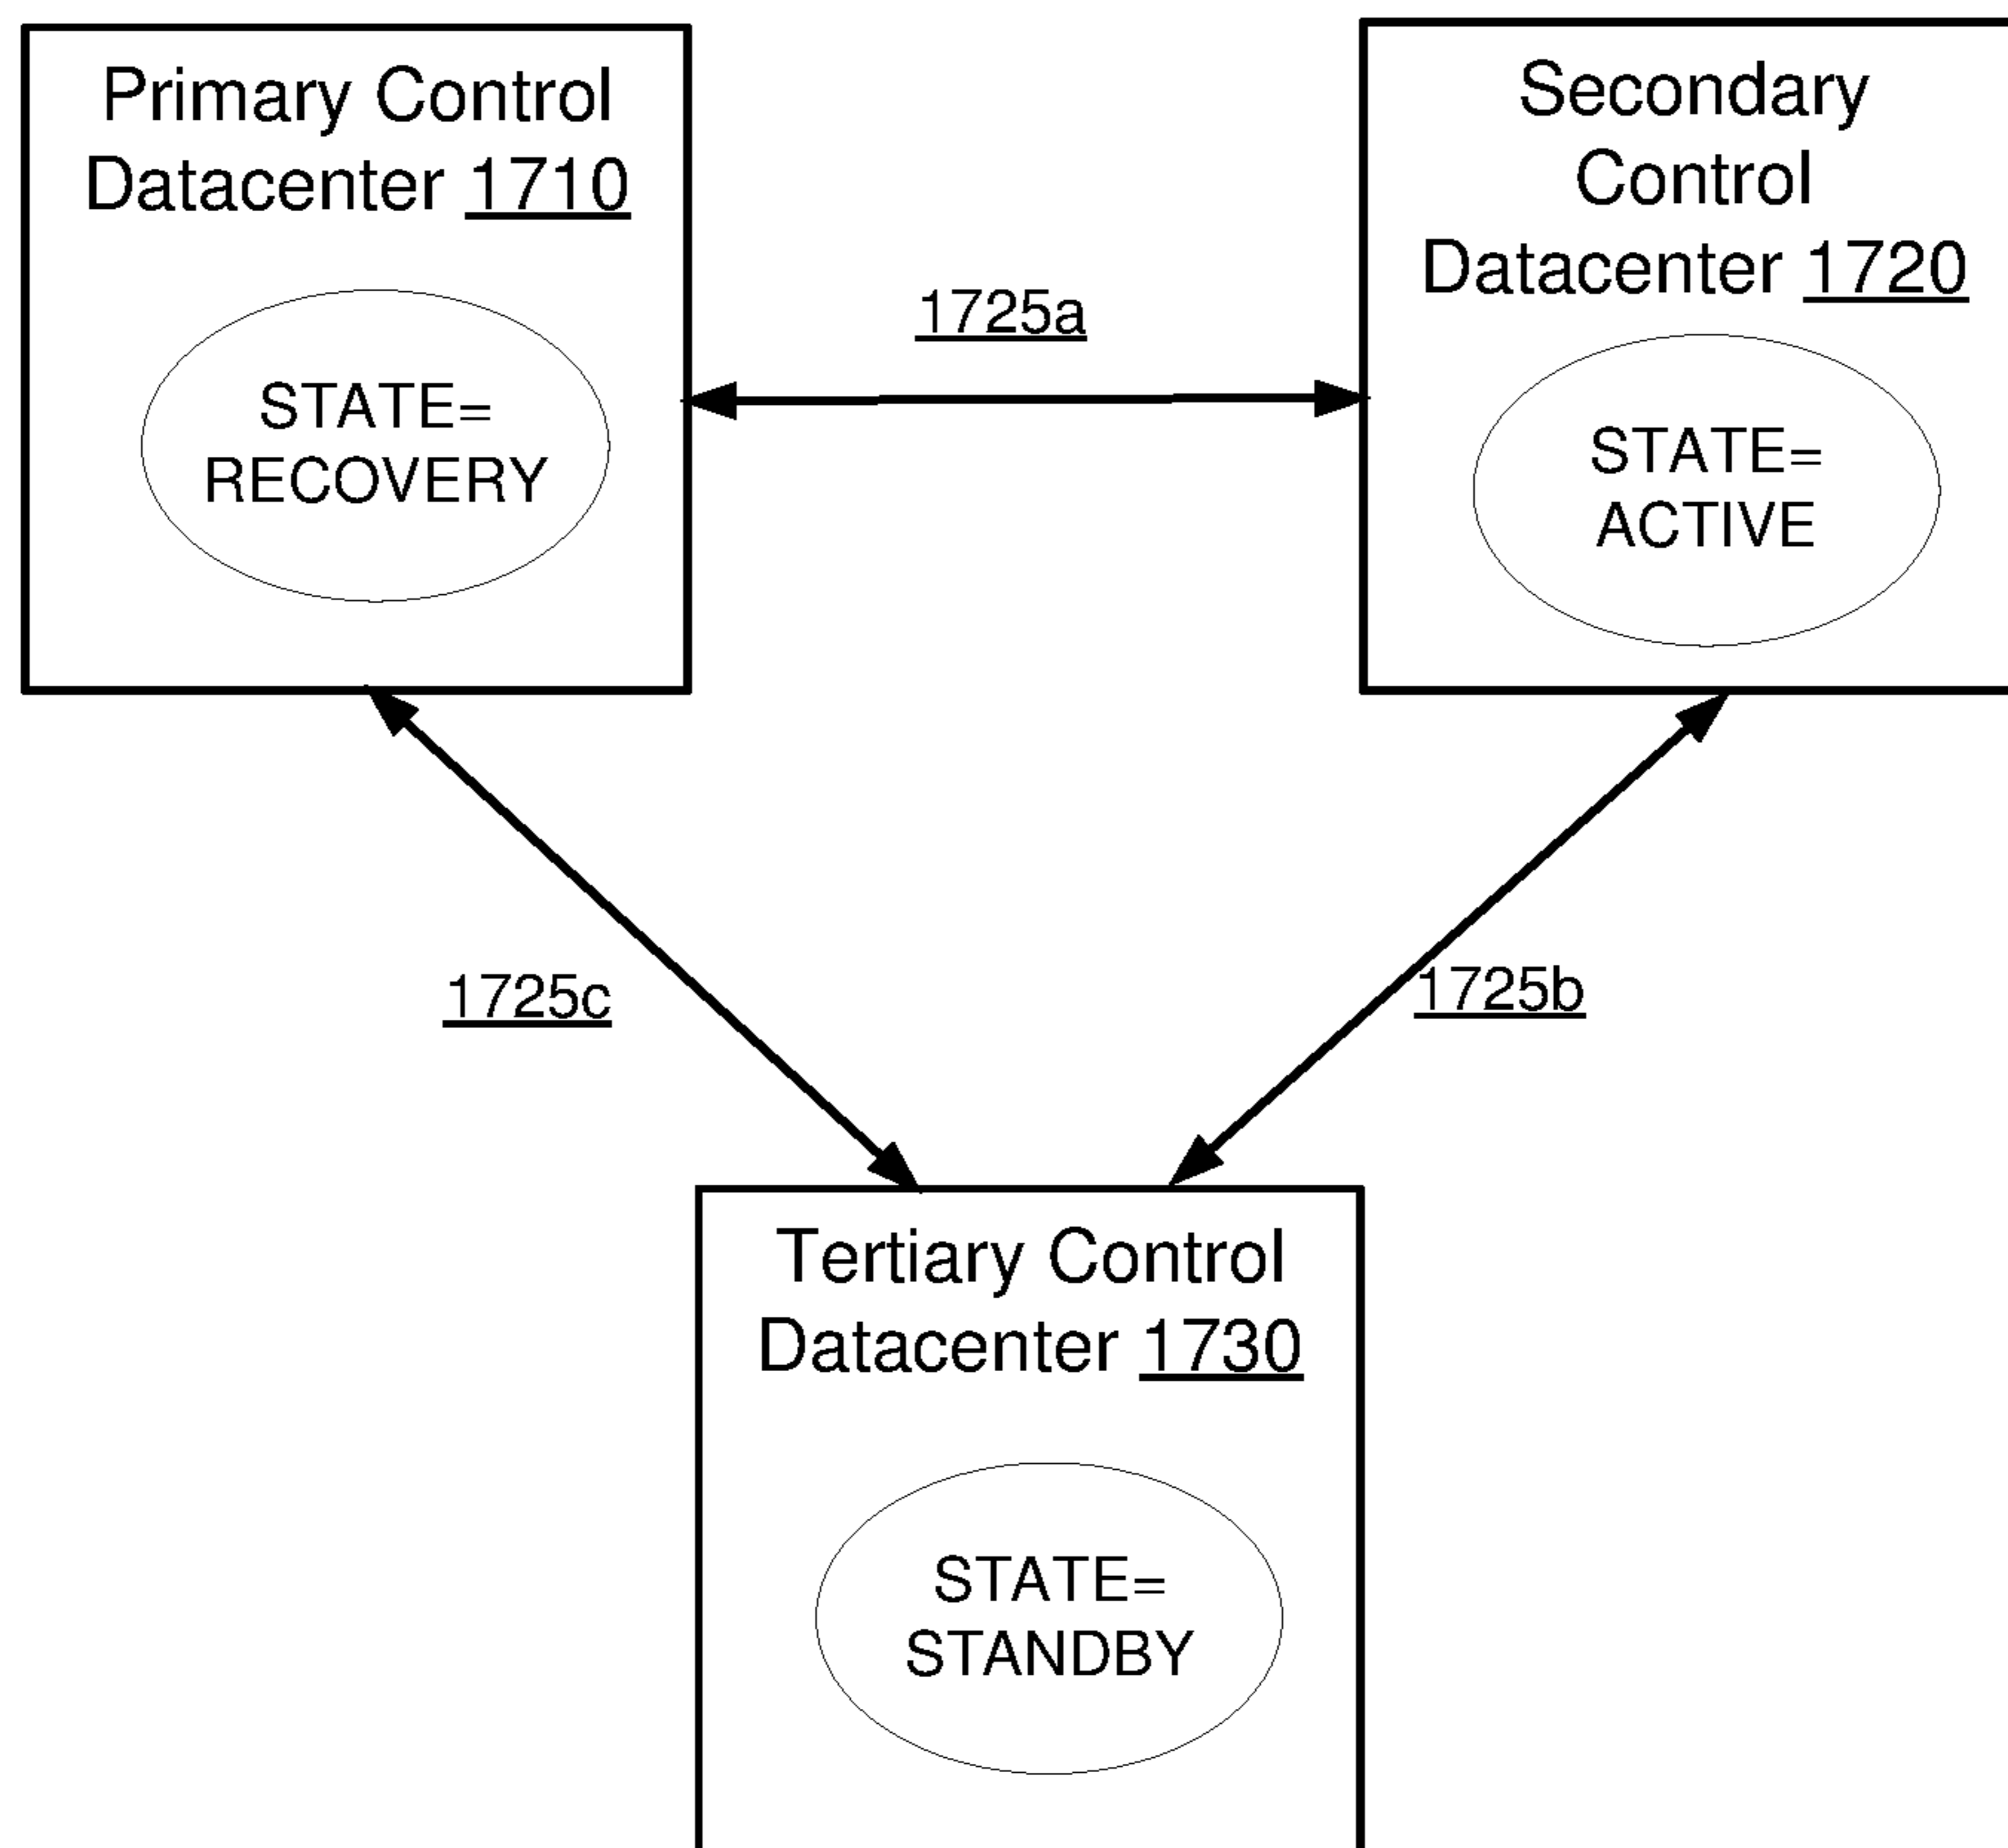 Primary Control
Datacenter 1710
STATE=
RECOVERY
1725a
Secondary
Control
Datacenter 1720
STATE=
ACTIVE
1725c
1725b
Tertiary Control
Datacenter 1730
STATE=
STANDBY